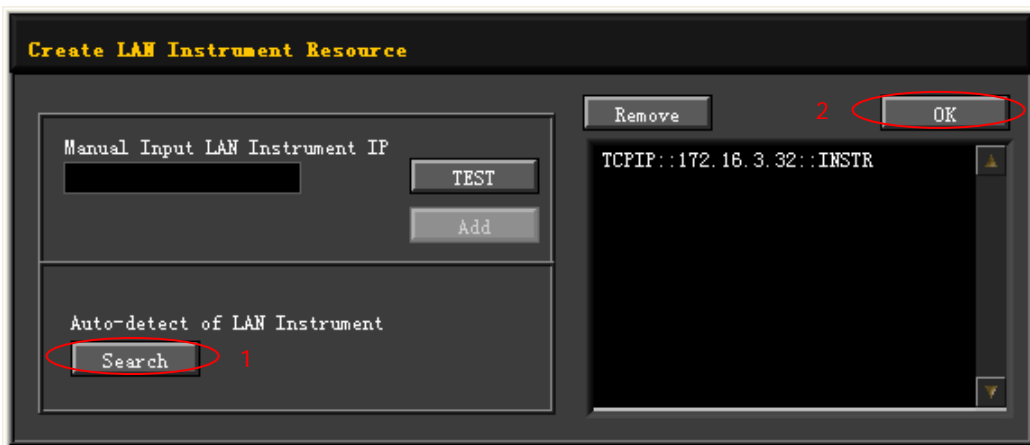 Create LAN Instrument Resource
Manual Input LAN Instrument IP
TEST
Add
Auto-detect of LAN Instrument
Search 1
Remove 2 OK
TCPIP::172.16.3.32::INSTR